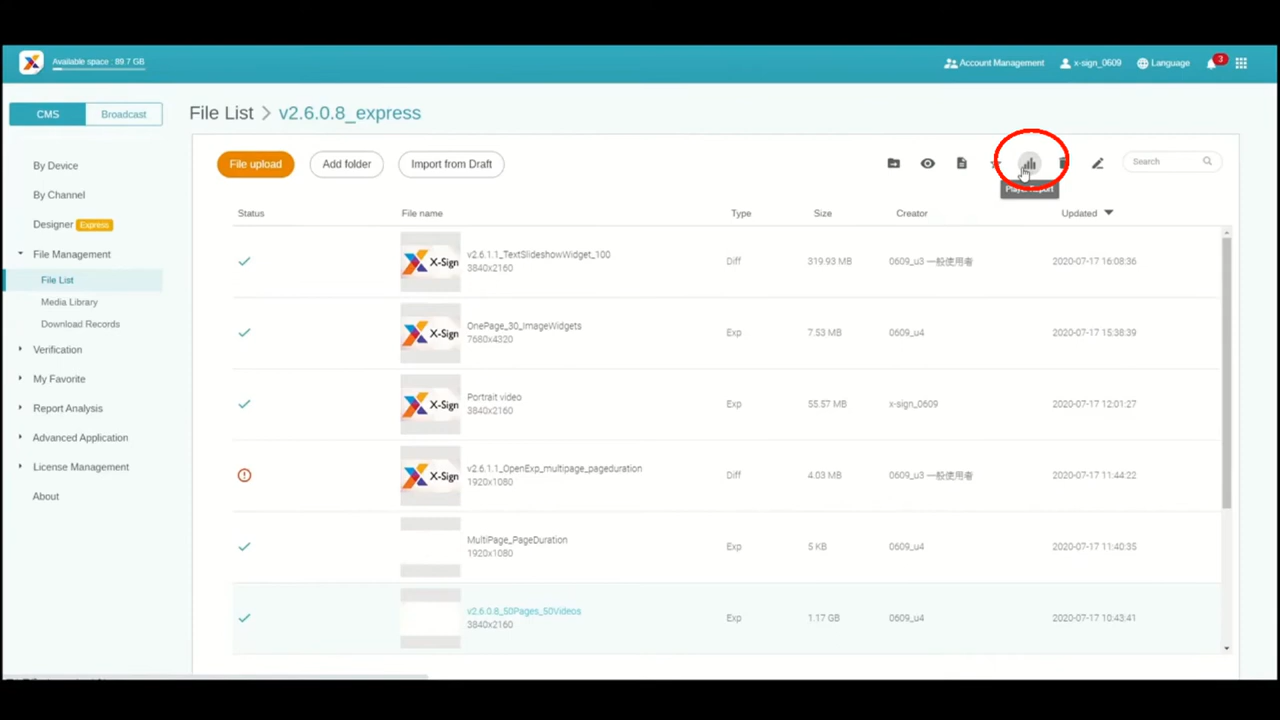 Available space : 89.7 GB
Account Management
x-sign_0609
Language
3
CMS
Broadcast
File List
v2.6.0.8_express
File upload
Add folder
Import from Draft
Search
Player Report
By Device
By Channel
Designer Express
File Management
File List
Media Library
Download Records
Verification
My Favorite
Report Analysis
Advanced Application
License Management
About
Status
File name
Type
Size
Creator
Updated
X-Sign
v2.6.1.1_TextSlideshowWidget_100
3840x2160
Diff
319.93 MB
0609_u3 一般使用者
2020-07-17 16:08:36
X-Sign
OnePage_30_ImageWidgets
7680x4320
Exp
7.53 MB
0609_u4
2020-07-17 15:38:39
X-Sign
Portrait video
3840x2160
Exp
55.57 MB
x-sign_0609
2020-07-17 12:01:27
X-Sign
v2.6.1.1_OpenExp_multipage_pageduration
1920x1080
Diff
4.03 MB
0609_u3 一般使用者
2020-07-17 11:44:22
MultiPage_PageDuration
1920x1080
Exp
5 KB
0609_u4
2020-07-17 11:40:35
v2.6.0.8_50Pages_50Videos
3840x2160
Exp
1.17 GB
0609_u4
2020-07-17 10:43:41